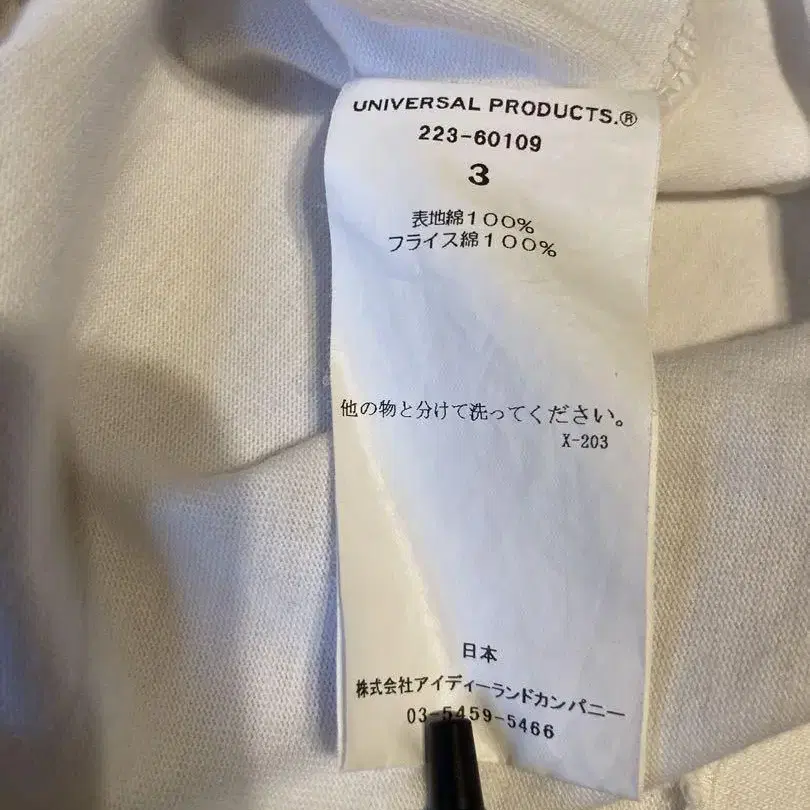 UNIVERSAL PRODUCTS.®
223-60109
3
表地綿100%
フライス綿100%
他の物と分けて洗ってください。
X-203
日本
株式会社アイディーランドカンパニー
03-5459-5466